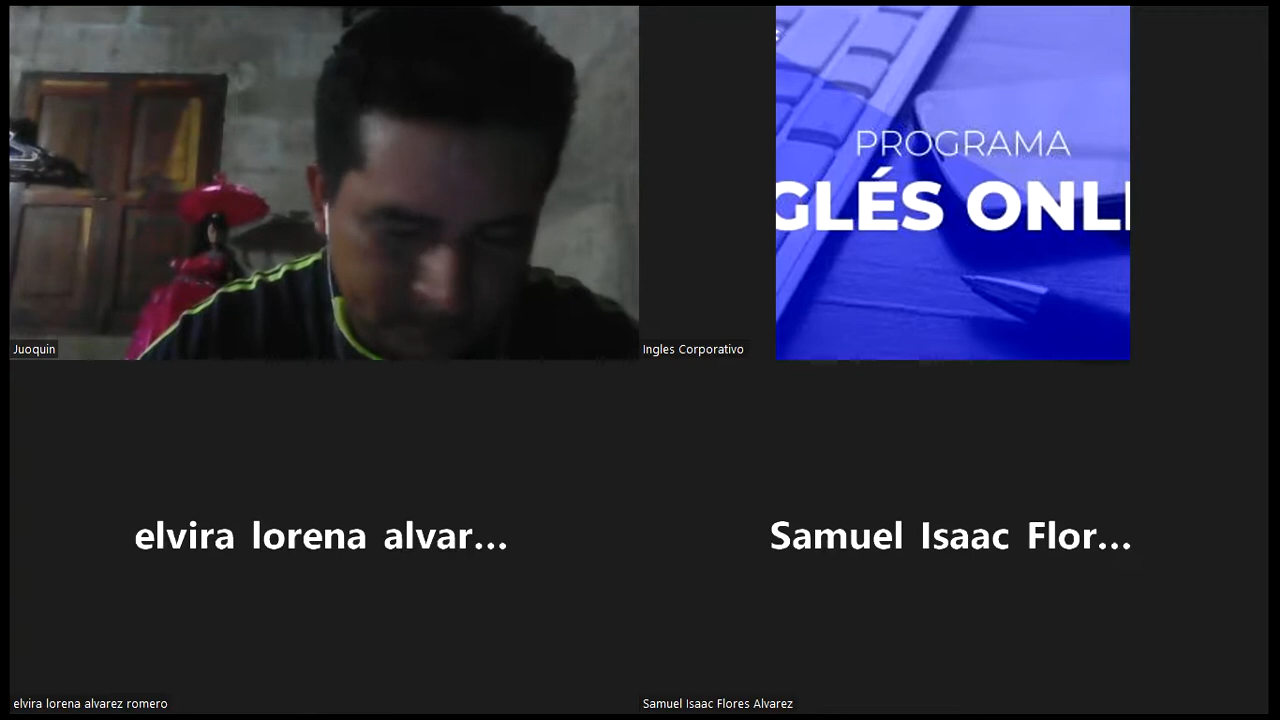 PROGRAMA
GLÉS ONLI
Juoquin
Ingles Corporativo
elvira lorena alvar...
Samuel Isaac Flor...
elvira lorena alvarez romero
Samuel Isaac Flores Alvarez